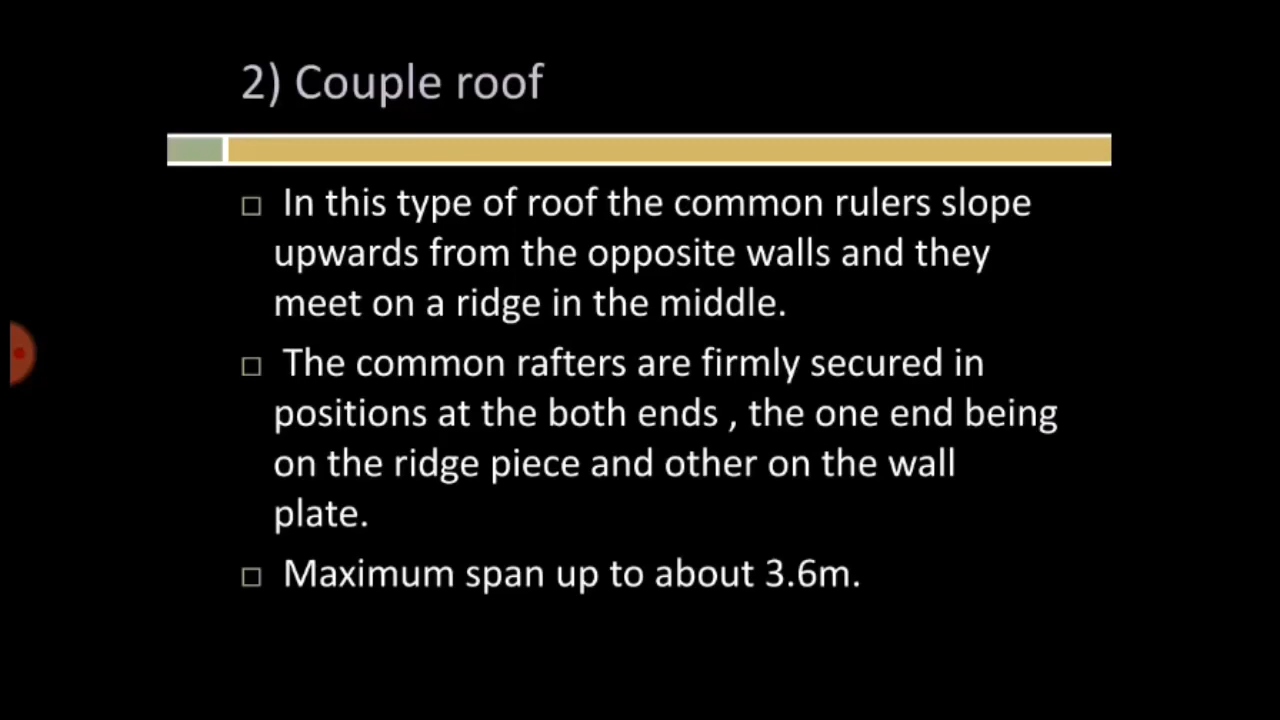 2) Couple roof
In this type of roof the common rulers slope
upwards from the opposite walls and they
meet on a ridge in the middle.
The common rafters are firmly secured in
positions at the both ends , the one end being
on the ridge piece and other on the wall
plate.
Maximum span up to about 3.6m.